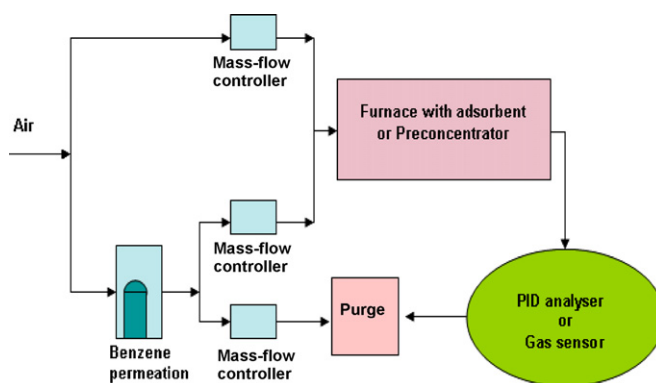 Mass-flow
controller
Air
Furnace with adsorbent
or Preconcentrator
Mass-flow
controller
Benzene
permeation
Mass-flow
controller
Purge
PID analyser
or
Gas sensor